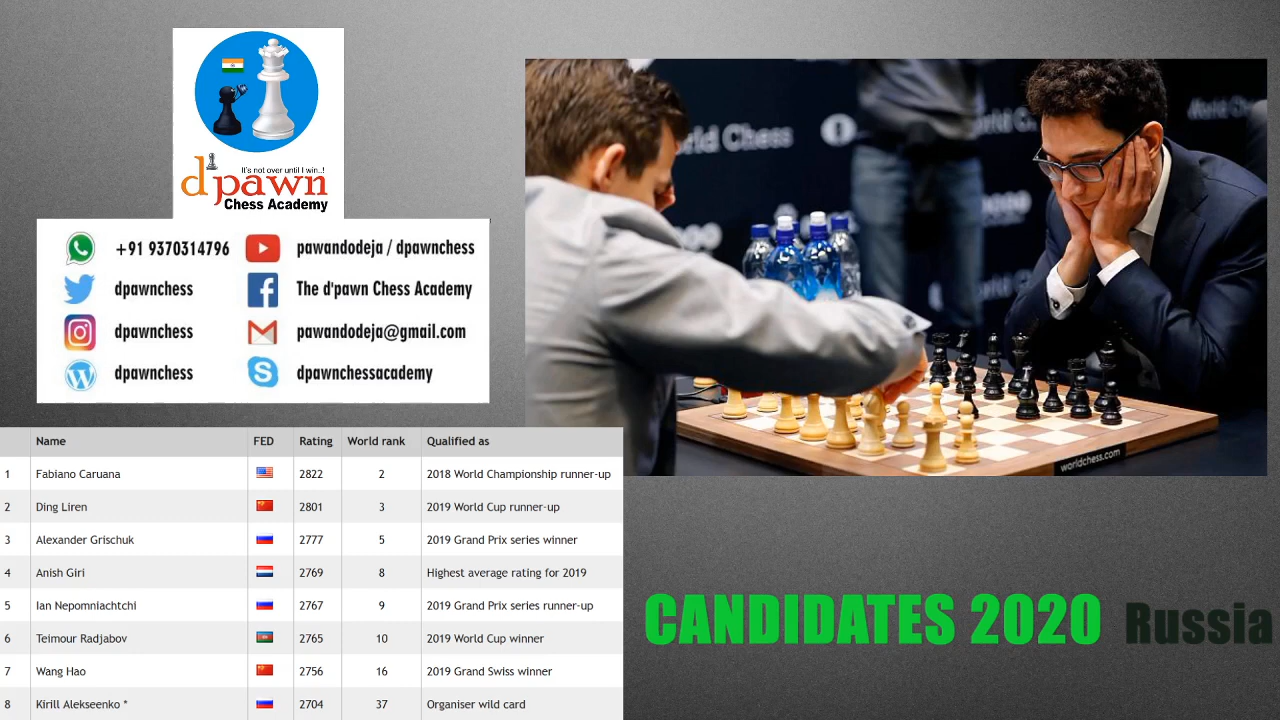 It's not over until I win..!
d'pawn
Chess Academy
+91 9370314796
pawandodeja / dpawnchess
dpawnchess
The d'pawn Chess Academy
dpawnchess
pawandodeja@gmail.com
dpawnchess
dpawnchessacademy
World Chess
worldchess.com
Name FED Rating World rank Qualified as
1 Fabiano Caruana 2822 2 2018 World Championship runner-up
2 Ding Liren 2801 3 2019 World Cup runner-up
3 Alexander Grischuk 2777 5 2019 Grand Prix series winner
4 Anish Giri 2769 8 Highest average rating for 2019
5 Ian Nepomniachtchi 2767 9 2019 Grand Prix series runner-up
6 Teimour Radjabov 2765 10 2019 World Cup winner
7 Wang Hao 2756 16 2019 Grand Swiss winner
8 Kirill Alekseenko * 2704 37 Organiser wild card
CANDIDATES 2020 Russia